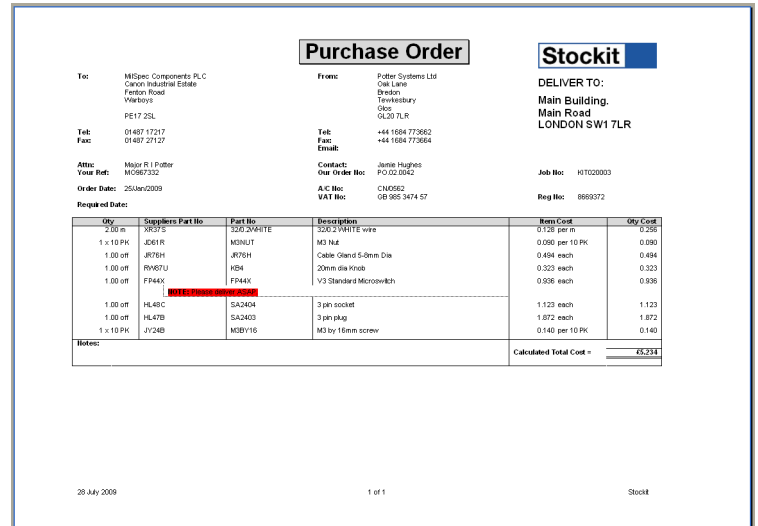 Purchase Order
Stockit
To: MilSpec Components PLC
Canon Industrial Estate
Fenton Road
Warboys
PE17 2SL
From: Potter Systems Ltd
Oak Lane
Bredon
Tewkesbury
Glos
GL20 7LR
DELIVER TO:
Main Building.
Main Road
LONDON SW1 7LR
Tel: 01487 17217
Fax: 01487 27127
Tel: +44 1684 773662
Fax: +44 1684 773664
Email:
Attn: Major R I Potter
Your Ref: MO967332
Contact: Jamie Hughes
Our Order No: PO.02.0042
Job No: KIT020003
Order Date: 25/Jan/2009
A/C No: CN/0562
VAT No: GB 985 3474 57
Reg No: 8669372
Required Date:
Qty Suppliers Part No Part No Description Item Cost Qty Cost
2.00 m XR37S 32/0.2WHITE 32/0.2 WHITE wire 0.128 per m 0.256
1 x 10 PK JD61R M3NUT M3 Nut 0.090 per 10 PK 0.090
1.00 off JR76H JR76H Cable Gland 5-8mm Dia 0.494 each 0.494
1.00 off RW87U KB4 20mm dia Knob 0.323 each 0.323
1.00 off FP44X FP44X V3 Standard Microswitch 0.936 each 0.936
NOTE: Please deliver ASAP
1.00 off HL48C SA2404 3 pin socket 1.123 each 1.123
1.00 off HL47B SA2403 3 pin plug 1.872 each 1.872
1 x 10 PK JY24B M3BY16 M3 by 16mm screw 0.140 per 10 PK 0.140
Notes:
Calculated Total Cost = £5.234
28 July 2009 1 of 1 Stockit